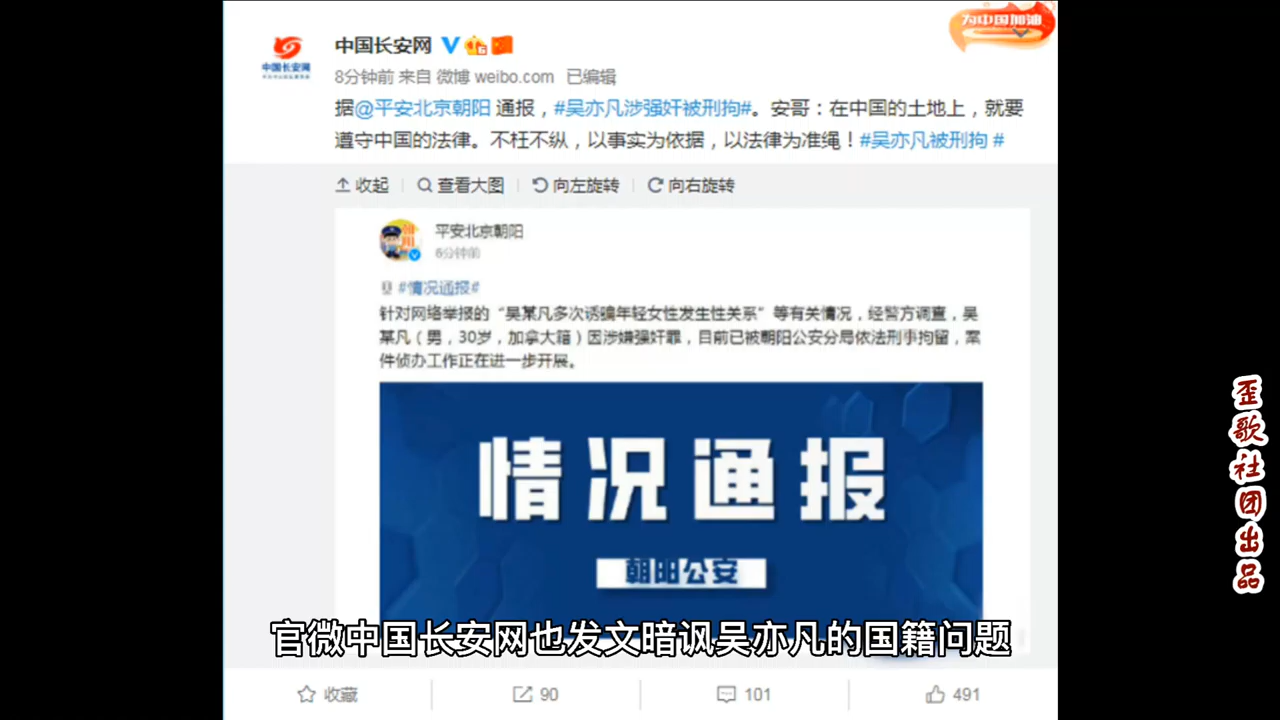 为中国加油
中国长安网
中国长安网
8分钟前 来自 微博 weibo.com 已编辑
据@平安北京朝阳 通报，#吴亦凡涉强奸被刑拘#。安哥：在中国的土地上，就要
遵守中国的法律。不枉不纵，以事实为依据，以法律为准绳！#吴亦凡被刑拘 #
收起 查看大图 向左旋转 向右旋转
平安北京朝阳
6分钟前
#情况通报#
针对网络举报的“吴某凡多次诱骗年轻女性发生性关系”等有关情况，经警方调查，吴
某凡（男，30岁，加拿大籍）因涉嫌强奸罪，目前已被朝阳公安分局依法刑事拘留，案
件侦办工作正在进一步开展。
情况通报
朝阳公安
官微中国长安网也发文暗讽吴亦凡的国籍问题
收藏 90 101 491
歪歌社团出品